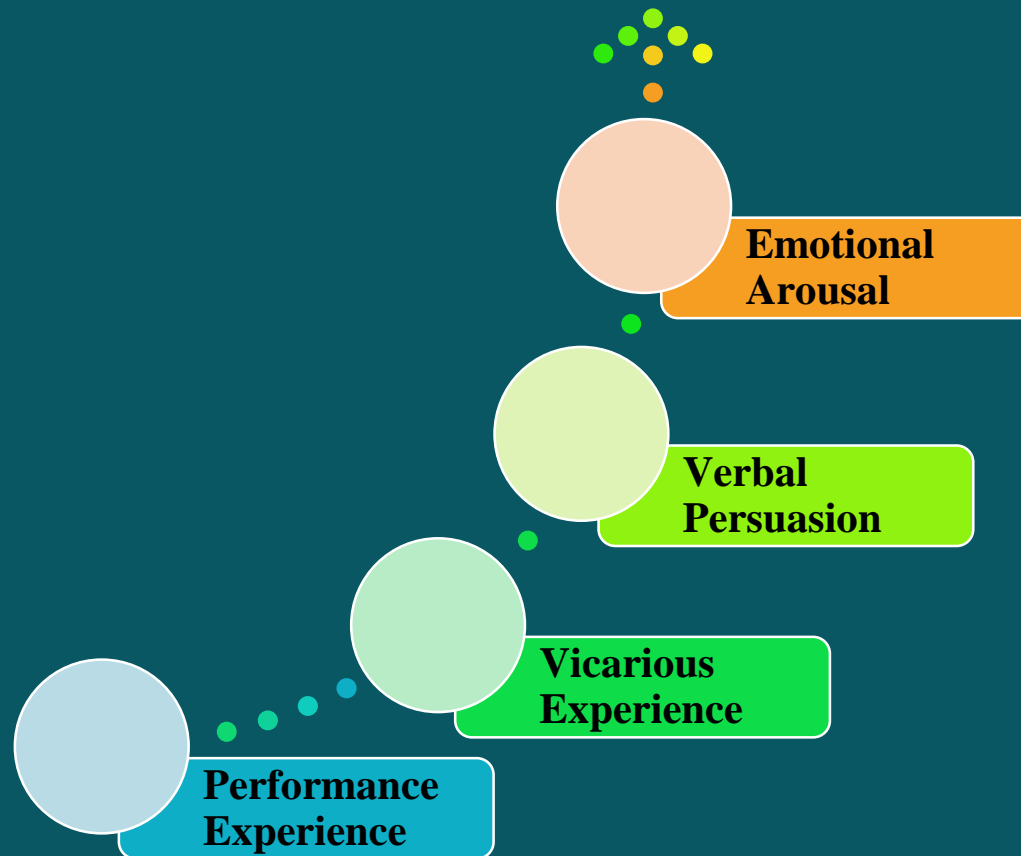 Emotional
Arousal
Verbal
Persuasion
Vicarious
Experience
Performance
Experience